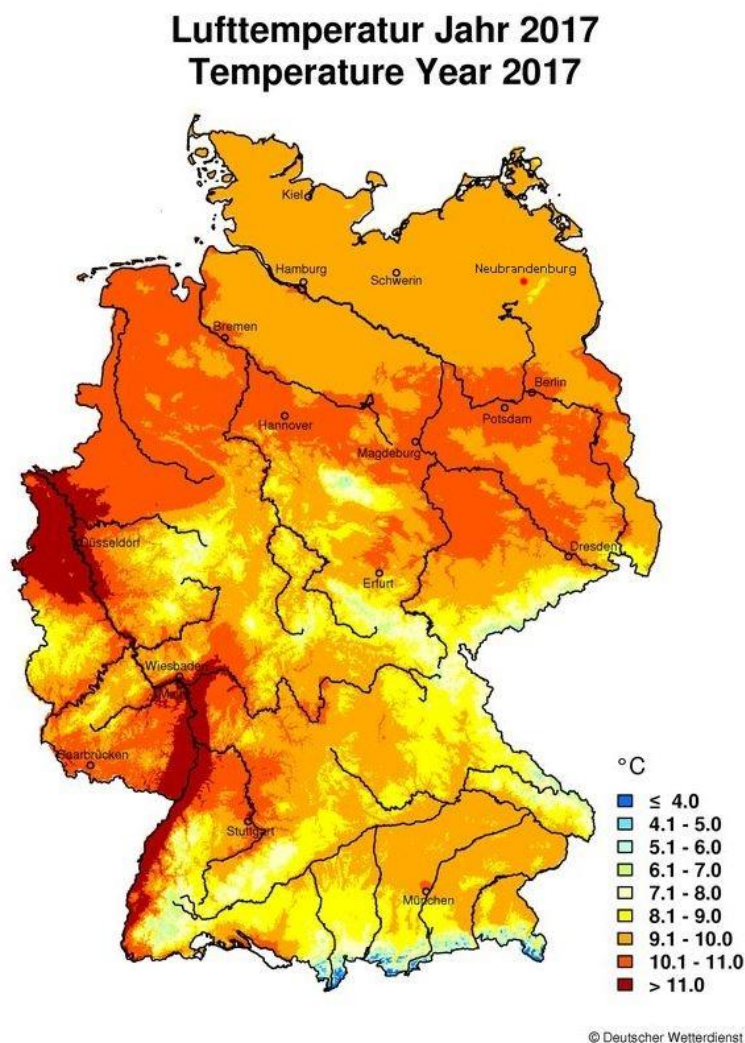 Lufttemperatur Jahr 2017
Temperature Year 2017
Kiel
Hamburg
Schwerin
Neubrandenburg
Bremen
Berlin
Hannover
Potsdam
Magdeburg
Düsseldorf
Dresden
Erfurt
Wiesbaden
Saarbrücken
Stuttgart
München
°C
≤ 4.0
4.1 - 5.0
5.1 - 6.0
6.1 - 7.0
7.1 - 8.0
8.1 - 9.0
9.1 - 10.0
10.1 - 11.0
> 11.0
© Deutscher Wetterdienst